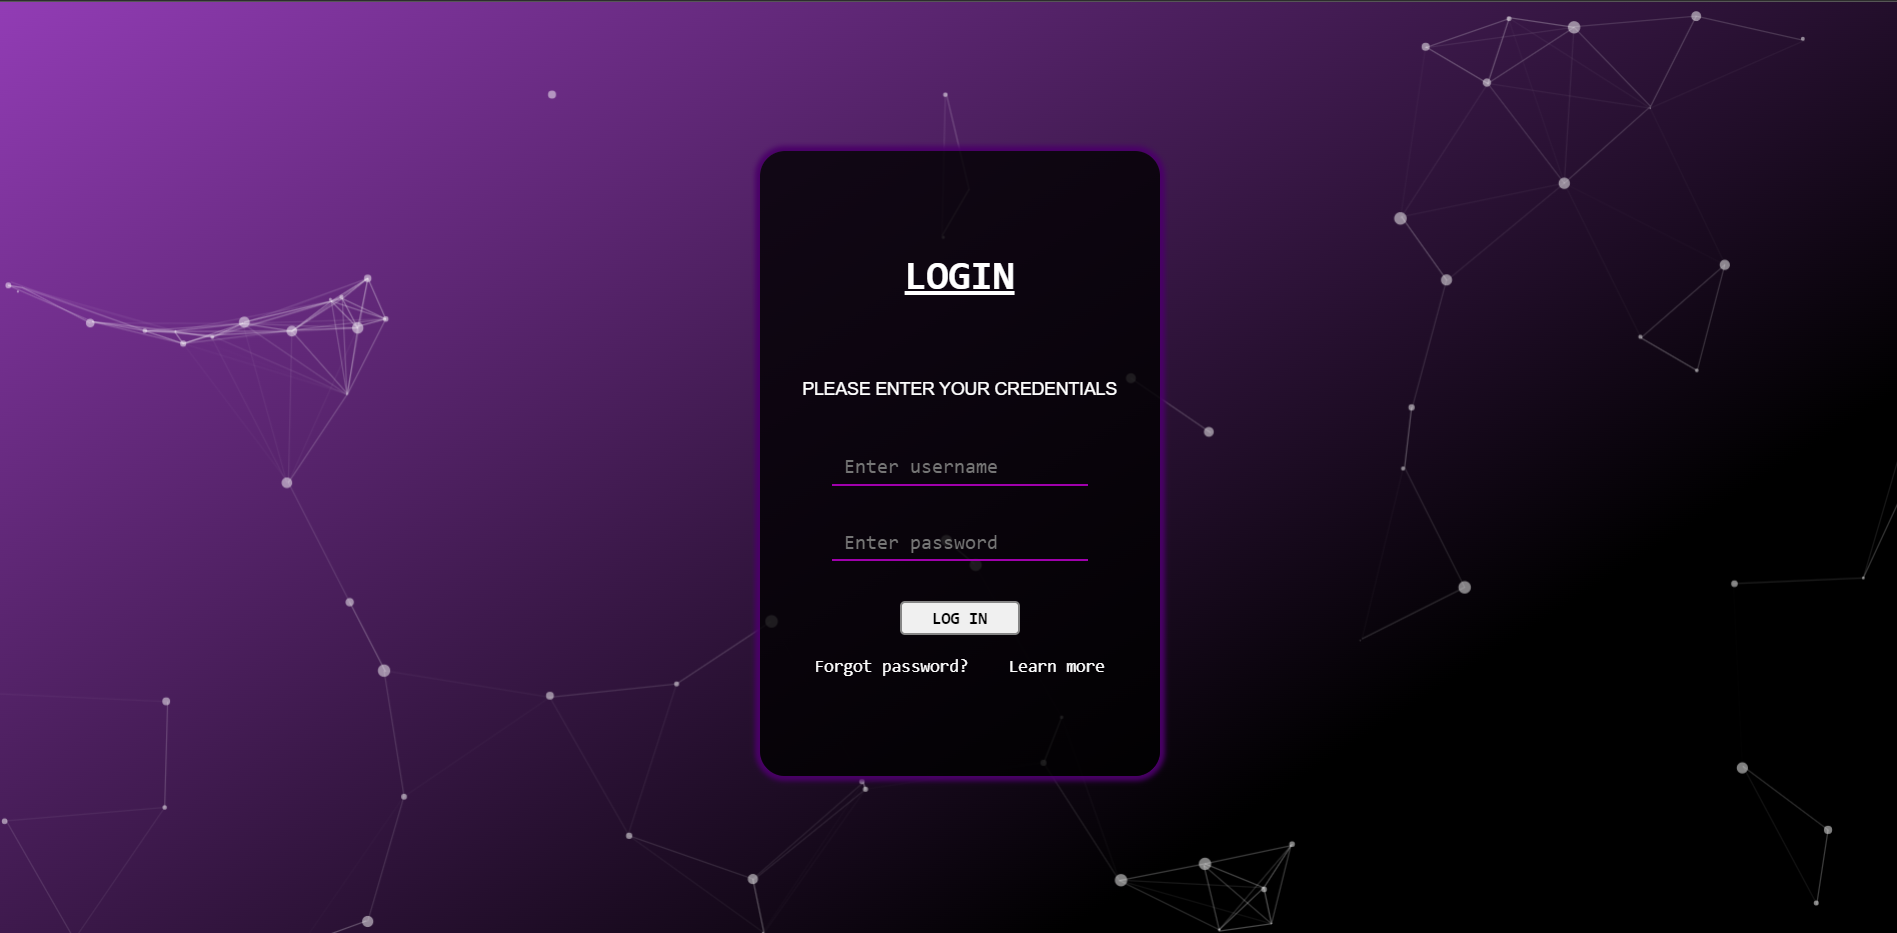 LOGIN
PLEASE ENTER YOUR CREDENTIALS
Enter username
Enter password
LOG IN
Forgot password? Learn more